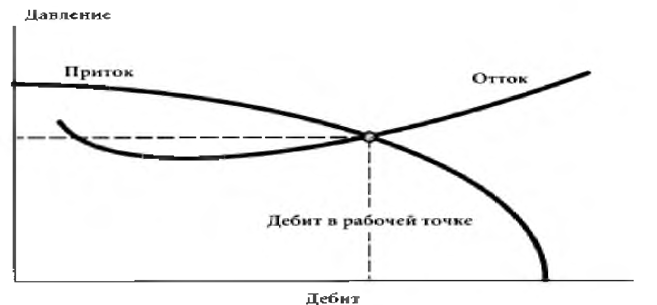 Давление
Приток
Отток
Дебит в рабочей точке
Дебит